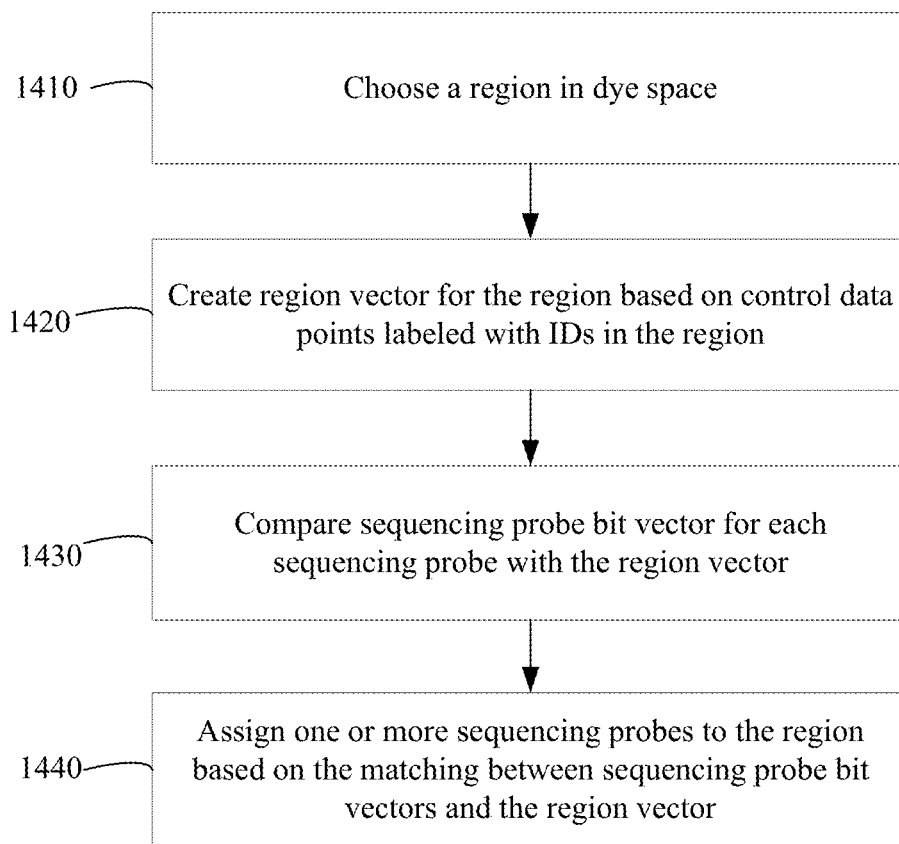 1410
Choose a region in dye space
1420
Create region vector for the region based on control data
points labeled with IDs in the region
1430
Compare sequencing probe bit vector for each
sequencing probe with the region vector
1440
Assign one or more sequencing probes to the region
based on the matching between sequencing probe bit
vectors and the region vector